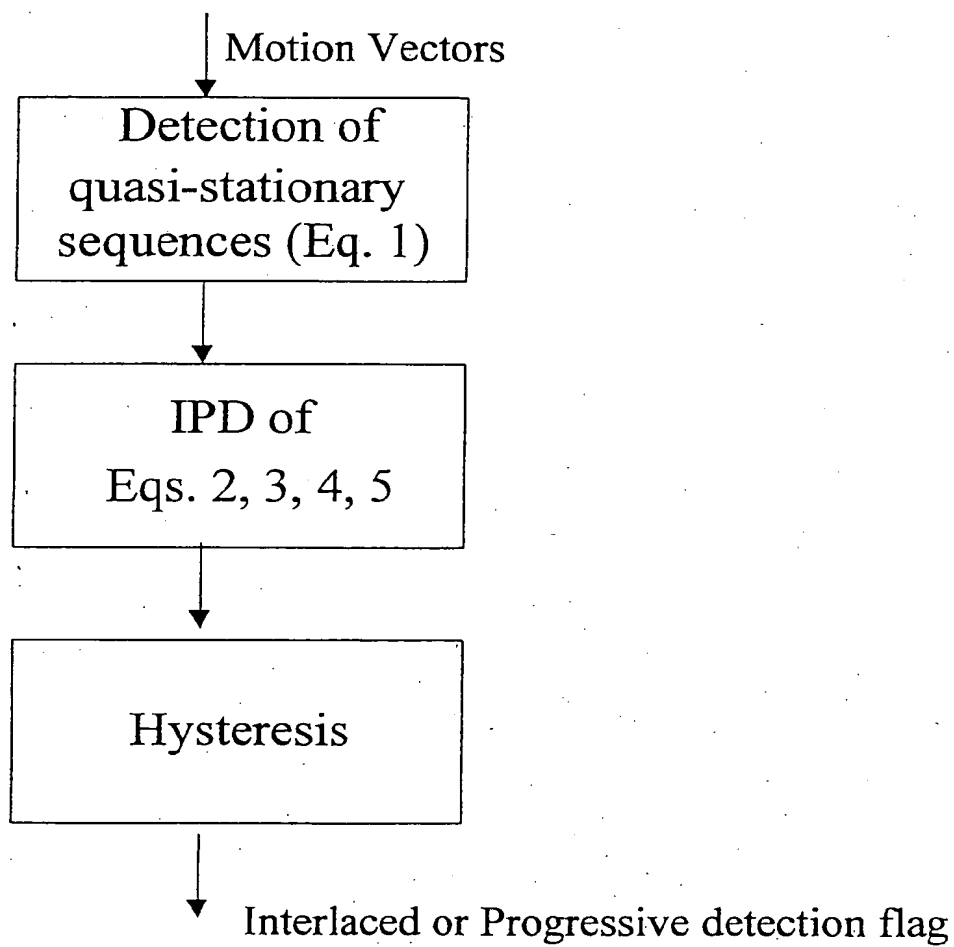 Motion Vectors
Detection of
quasi-stationary
sequences (Eq. 1)
IPD of
Eqs. 2, 3, 4, 5
Hysteresis
Interlaced or Progressive detection flag